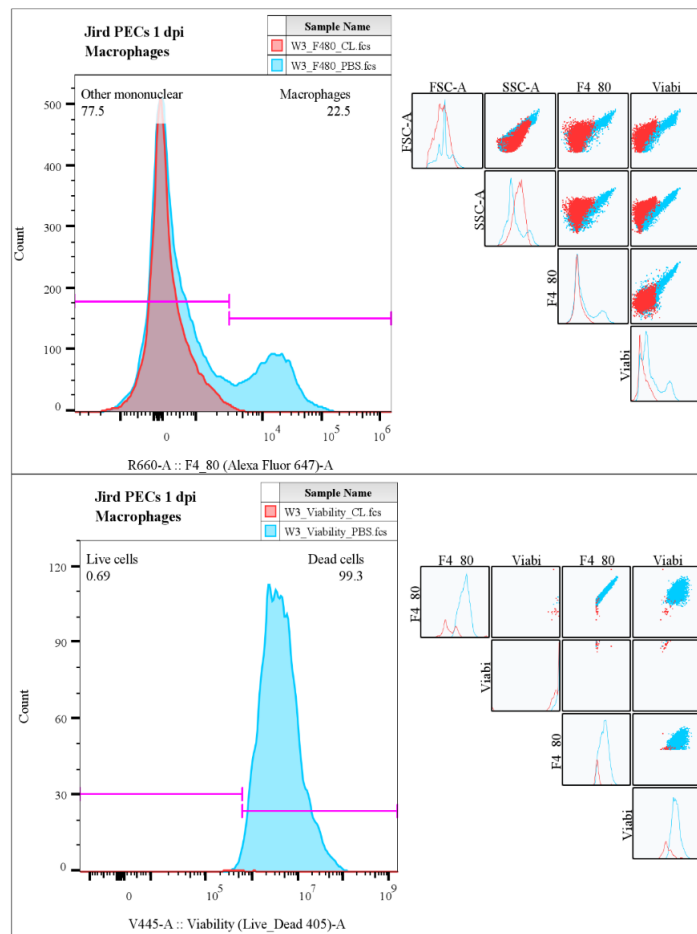 Jird PECs 1 dpi
Macrophages
Sample Name
W3_F480_CL.fcs
W3_F480_PBS.fcs
Other mononuclear
77.5
Macrophages
22.5
500
400
300
200
100
0
Count
0 10^4 10^5 10^6
R660-A :: F4_80 (Alexa Fluor 647)-A
FSC-A SSC-A F4_80 Viabi
FSC-A
SSC-A
F4_80
Viabi
Jird PECs 1 dpi
Macrophages
Sample Name
W3_Viability_CL.fcs
W3_Viability_PBS.fcs
Live cells
0.69
Dead cells
99.3
120
90
60
30
0
Count
0 10^5 10^7 10^9
V445-A :: Viability (Live_Dead 405)-A
F4_80 Viabi F4_80 Viabi
F4_80
Viabi
F4_80
Viabi